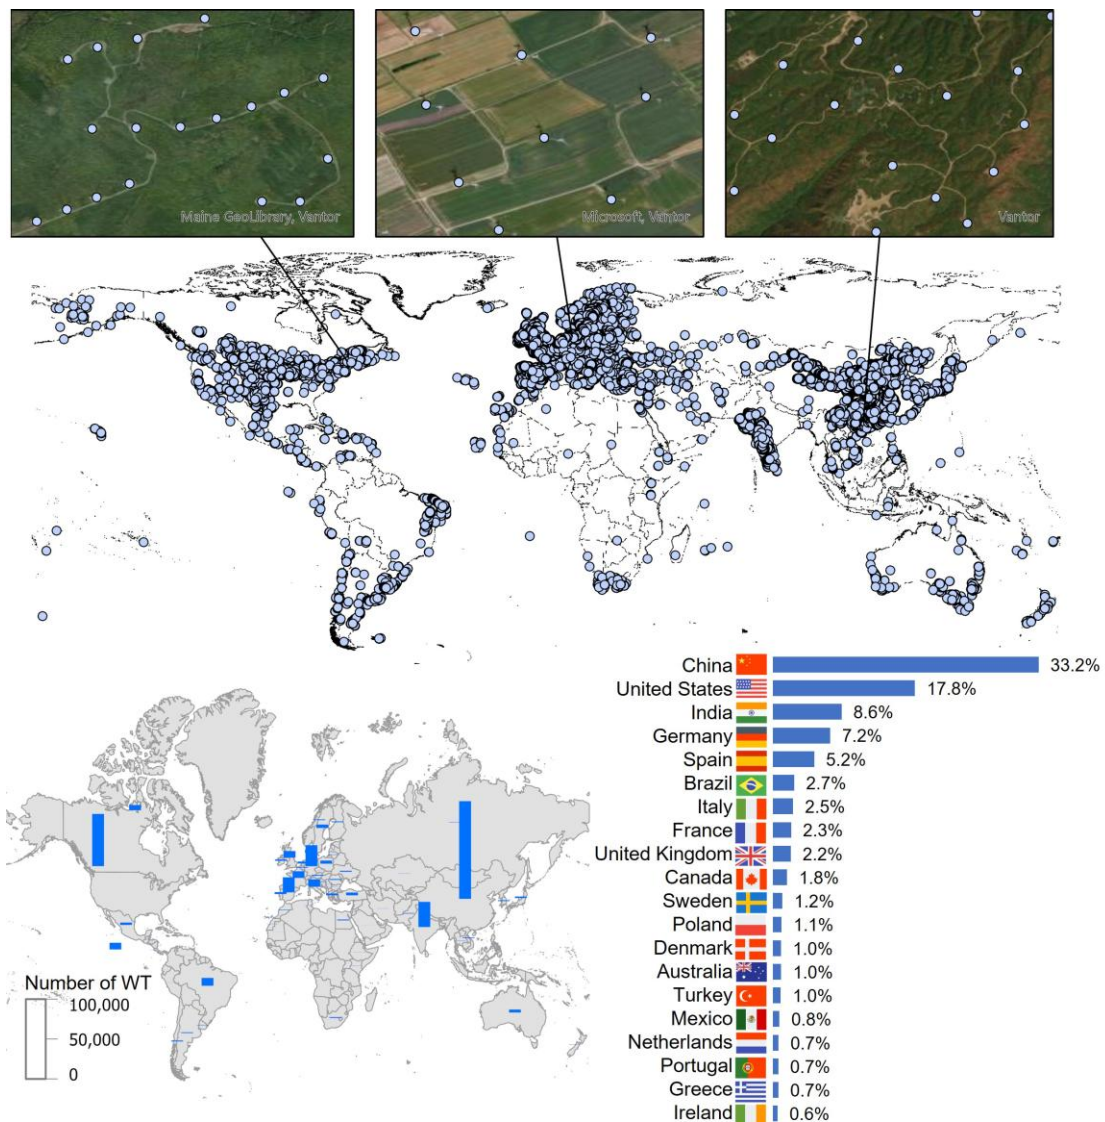 Maine GeoLibrary, Vantor
Microsoft, Vantor
Vantor
China 33.2%
United States 17.8%
India 8.6%
Germany 7.2%
Spain 5.2%
Brazil 2.7%
Italy 2.5%
France 2.3%
United Kingdom 2.2%
Canada 1.8%
Sweden 1.2%
Poland 1.1%
Denmark 1.0%
Australia 1.0%
Turkey 1.0%
Mexico 0.8%
Netherlands 0.7%
Portugal 0.7%
Greece 0.7%
Ireland 0.6%
Number of WT
100,000
50,000
0